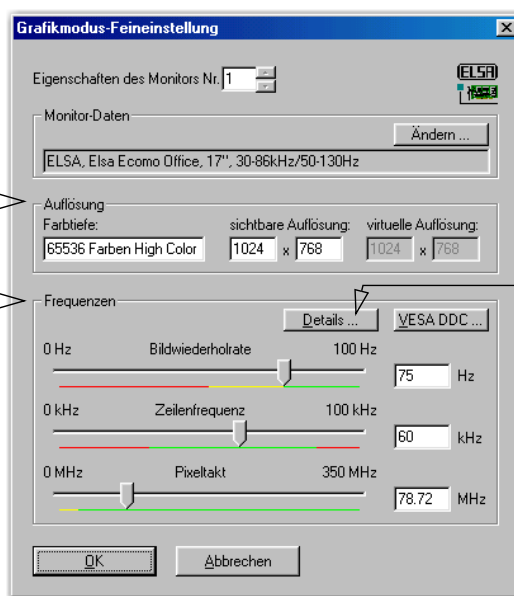 Grafikmodus-Feineinstellung
Eigenschaften des Monitors Nr. 1
ELSA
Monitor-Daten
Ändern ...
ELSA, Elsa Ecomo Office, 17'', 30-86kHz/50-130Hz
Auflösung
Farbtiefe: sichtbare Auflösung: virtuelle Auflösung:
65536 Farben High Color 1024 x 768 1024 x 768
Frequenzen
Details ... VESA DDC ...
0 Hz Bildwiederholrate 100 Hz
75 Hz
0 kHz Zeilenfrequenz 100 kHz
60 kHz
0 MHz Pixeltakt 350 MHz
78.72 MHz
OK Abbrechen